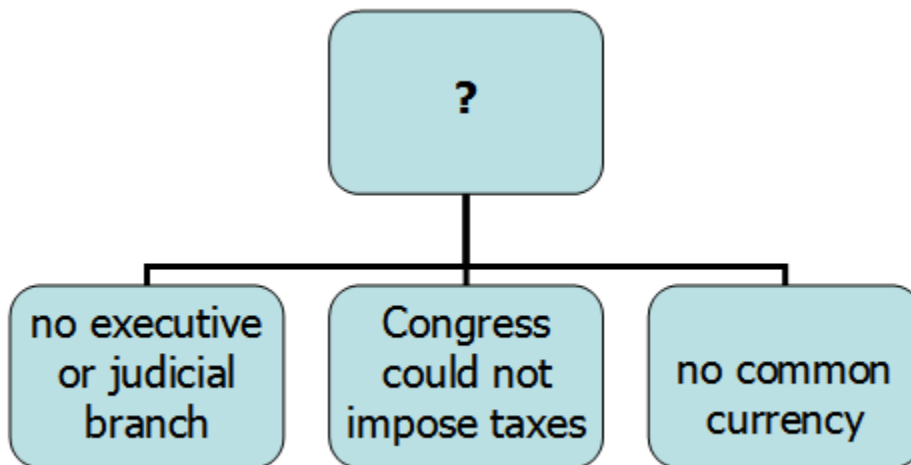 ?
no executive
or judicial
branch
Congress
could not
impose taxes
no common
currency